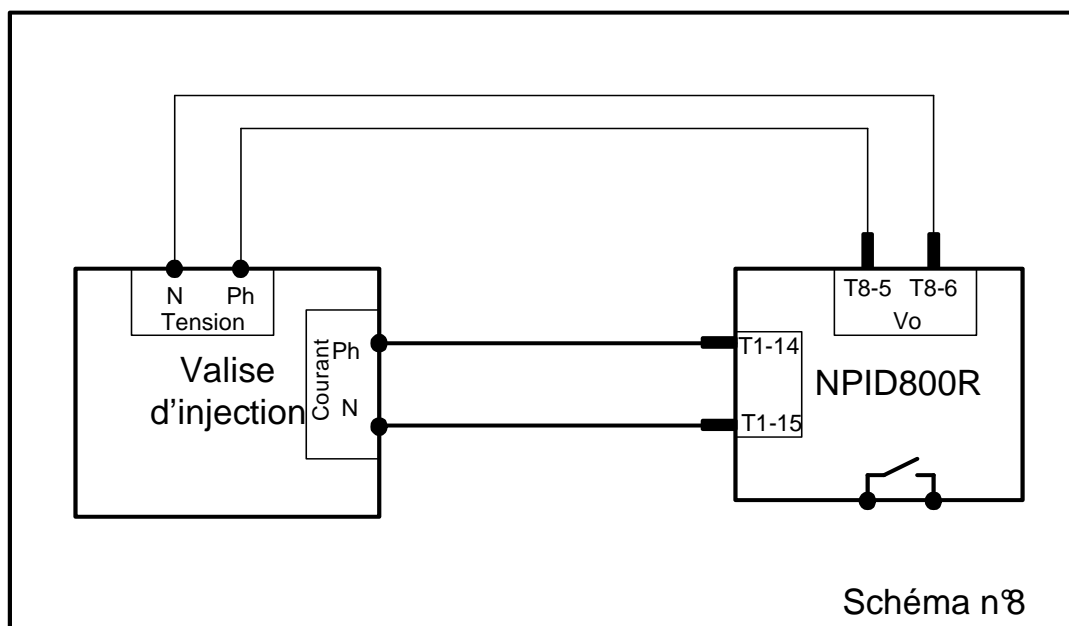 N Ph
Tension
Valise
d'injection
Courant
Ph
N
T8-5 T8-6
Vo
T1-14
NPID800R
T1-15
Schéma n°8